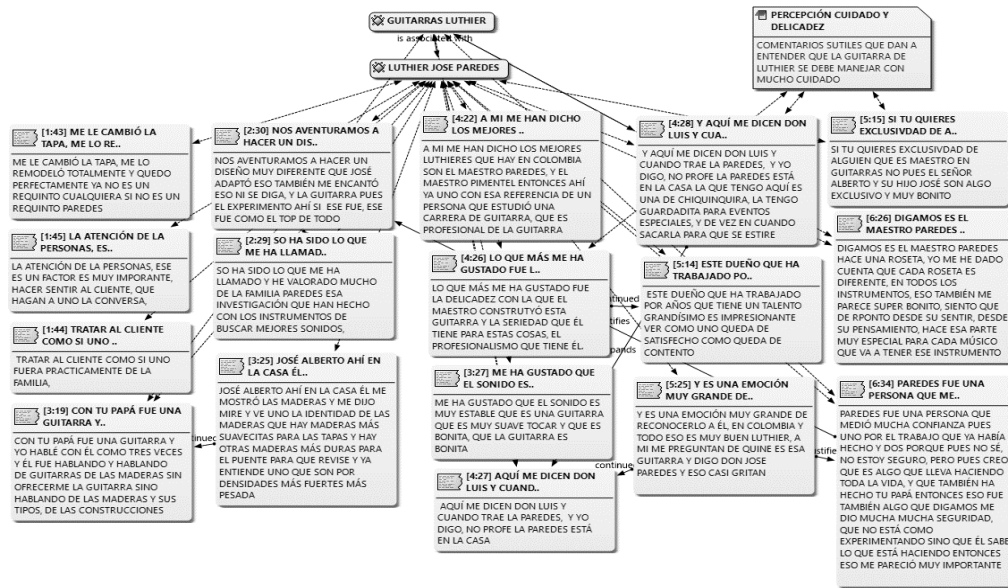 GUITARRAS LUTHIER
is associated with
LUTHIER JOSE PAREDES
PERCEPCIÓN CUIDADO Y
DELICADEZ
COMENTARIOS SUTILES QUE DAN A
ENTENDER QUE LA GUITARRA DE
LUTHIER SE DEBE MANEJAR CON
MUCHO CUIDADO
[1:43] ME LE CAMBIÓ LA
TAPA, ME LO RE..
ME LE CAMBIÓ LA TAPA, ME LO
REMODELÓ TOTALMENTE Y QUEDO
PERFECTAMENTE YA NO ES UN
REQUINTO CUALQUIERA SI NO ES UN
REQUINTO PAREDES
[2:30] NOS AVENTURAMOS A
HACER UN DIS..
NOS AVENTURAMOS A HACER UN
DISEÑO MUY DIFERENTE QUE JOSÉ
ADAPTÓ ESO TAMBIÉN ME ENCANTÓ
ESO NI SE DIGA, Y LA GUITARRA PUES
EL EXPERIMENTO AHÍ SI ESE FUE, ESE
FUE COMO EL TOP DE TODO
[4:22] A MI ME HAN DICHO
LOS MEJORES ..
A MI ME HAN DICHO LOS MEJORES
LUTHIERES QUE HAY EN COLOMBIA
SON EL MAESTRO PAREDES, Y EL
MAESTRO PIMENTEL ENTONCES AHÍ
YA UNO CON ESA REFERENCIA DE UN
PERSONA QUE ESTUDIÓ UNA
CARRERA DE GUITARRA, QUE ES
PROFESIONAL DE LA GUITARRA
[4:28] Y AQUÍ ME DICEN DON
LUIS Y CUA..
Y AQUÍ ME DICEN DON LUIS Y
CUANDO TRAE LA PAREDES, Y YO
DIGO, NO PROFE LA PAREDES ESTÁ
EN LA CASA LA QUE TENGO AQUÍ ES
UNA DE CHIQUINQUIRA, LA TENGO
GUARDADITA PARA EVENTOS
ESPECIALES, Y DE VEZ EN CUANDO
SACARLA PARA QUE SE ESTIRE
[5:15] SI TU QUIERES
EXCLUSIVDAD DE A..
SI TU QUIERES EXCLUSIVDAD DE
ALGUIEN QUE ES MAESTRO EN
GUITARRAS NO PUES EL SEÑOR
ALBERTO Y SU HIJO JOSÉ SON ALGO
EXCLUSIVO Y MUY BONITO
[1:45] LA ATENCIÓN DE LA
PERSONAS, ES..
LA ATENCIÓN DE LA PERSONAS, ESE
ES UN FACTOR ES MUY IMPORANTE,
HACER SENTIR AL CLIENTE, QUE
HAGAN A UNO LA CONVERSA,
[2:29] SO HA SIDO LO QUE
ME HA LLAMAD..
SO HA SIDO LO QUE ME HA
LLAMADO Y HE VALORADO MUCHO
DE LA FAMILIA PAREDES ESA
INVESTIGACIÓN QUE HAN HECHO
CON LOS INSTRUMENTOS DE
BUSCAR MEJORES SONIDOS,
[4:26] LO QUE MÁS ME HA
GUSTADO FUE L..
LO QUE MÁS ME HA GUSTADO FUE
LA DELICADEZ CON LA QUE EL
MAESTRO CONSTRUYÓ ESTA
GUITARRA Y LA SERIEDAD QUE ÉL
TIENE PARA ESTAS COSAS, EL
PROFESIONALISMO QUE TIENE ÉL.
[5:14] ESTE DUEÑO QUE HA
TRABAJADO PO..
ESTE DUEÑO QUE HA TRABAJADO
POR AÑOS QUE TIENE UN TALENTO
GRANDÍSIMO ES IMPRESIONANTE
VER COMO UNO QUEDA DE
SATISFECHO COMO QUEDA DE
CONTENTO
[6:26] DIGAMOS ES EL
MAESTRO PAREDES ..
DIGAMOS ES EL MAESTRO PAREDES
HACE UNA ROSETA, YO ME HE DADO
CUENTA QUE CADA ROSETA ES
DIFERENTE, EN TODOS LOS
INSTRUMENTOS, ESO TAMBIÉN ME
PARECE SUPER BONITO, SIENTO QUE
DE PRONTO DESDE SU SENTIR, DESDE
SU PENSAMIENTO, HACE ESA PARTE
MUY ESPECIAL PARA CADA MÚSICO
QUE VA A TENER ESE INSTRUMENTO
[1:44] TRATAR AL CLIENTE
COMO SI UNO ..
TRATAR AL CLIENTE COMO SI UNO
FUERA PRACTICAMENTE DE LA
FAMILIA,
[3:25] JOSÉ ALBERTO AHÍ EN
LA CASA ÉL..
JOSÉ ALBERTO AHÍ EN LA CASA ÉL ME
MOSTRÓ LAS MADERAS Y ME DIJO
MIRE Y VE UNO LA IDENTIDAD DE LAS
MADERAS QUE HAY MADERAS MÁS
SUAVECITAS PARA LAS TAPAS Y HAY
OTRAS MADERAS MÁS DURAS PARA
EL PUENTE PARA QUE REVISE Y YA
ENTIENDE UNO QUE SON POR
DENSIDADES MÁS FUERTES MÁS
PESADA
[3:27] ME HA GUSTADO QUE
EL SONIDO ES..
ME HA GUSTADO QUE EL SONIDO ES
MUY ESTABLE QUE ES UNA GUITARRA
QUE ES MUY SUAVE TOCAR Y QUE ES
BONITA, QUE LA GUITARRA ES
BONITA
[5:25] Y ES UNA EMOCIÓN
MUY GRANDE DE..
Y ES UNA EMOCIÓN MUY GRANDE DE
RECONOCERLO A ÉL, EN COLOMBIA Y
TODO ESO ES MUY BUEN LUTHIER, A
MI ME PREGUNTAN DE QUINE ES ESA
GUITARRA Y DIGO DON JOSE
PAREDES Y ESO CASI GRITAN
[6:34] PAREDES FUE UNA
PERSONA QUE ME..
PAREDES FUE UNA PERSONA QUE
MEDIÓ MUCHA CONFIANZA PUES
UNO POR EL TRABAJO QUE YA HABÍA
HECHO Y DOS PORQUE PUES NO SÉ,
NO ESTOY SEGURO, PERO PUES CREO
QUE ES ALGO QUE LLEVA HACIENDO
TODA LA VIDA, Y QUE TAMBIÉN HA
HECHO TU PAPÁ ENTONCES ESO FUE
TAMBIÉN ALGO QUE DIGAMOS ME
DIO MUCHA MUCHA SEGURIDAD,
QUE NO ESTÁ COMO
EXPERIMENTANDO SINO QUE ÉL SABE
LO QUE ESTÁ HACIENDO ENTONCES
ESO ME PARECIÓ MUY IMPORTANTE
[3:19] CON TU PAPÁ FUE UNA
GUITARRA Y..
CON TU PAPÁ FUE UNA GUITARRA Y
YO HABLÉ CON ÉL COMO TRES VECES
Y ÉL FUE HABLANDO Y HABLANDO
DE GUITARRAS DE LAS MADERAS SIN
OFRECERME LA GUITARRA SINO
HABLANDO DE LAS MADERAS Y SUS
TIPOS, DE LAS CONSTRUCCIONES
[4:27] AQUÍ ME DICEN DON
LUIS Y CUAND..
AQUÍ ME DICEN DON LUIS Y
CUANDO TRAE LA PAREDES, Y YO
DIGO, NO PROFE LA PAREDES ESTÁ
EN LA CASA